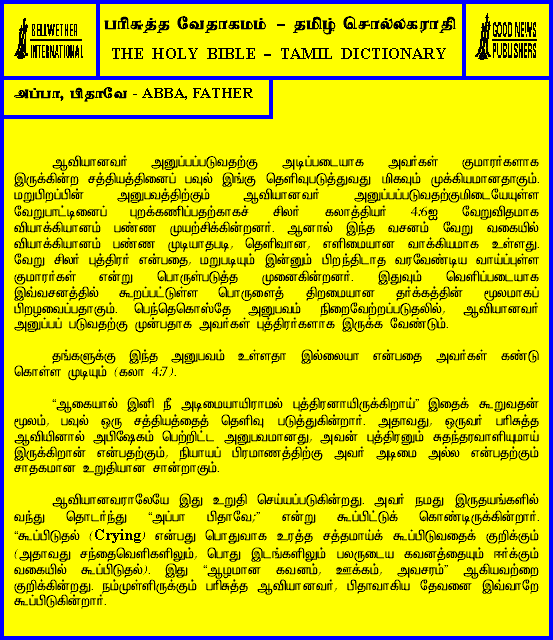 BELLWETHER
INTERNATIONAL
பரிசுத்த வேதாகமம் – தமிழ் சொல்லகராதி
THE HOLY BIBLE – TAMIL DICTIONARY
GOOD NEWS
PUBLISHERS
அப்பா, பிதாவே - ABBA, FATHER
ஆவியானவர் அனுப்பப்படுவதற்கு அடிப்படையாக அவர்கள் குமாரர்களாக
இருக்கின்ற சத்தியத்தினைப் பவுல் இங்கு தெளிவுபடுத்துவது மிகவும் முக்கியமானதாகும்.
மறுபிறப்பின் அனுபவத்திற்கும் ஆவியானவர் அனுப்பப்படுவதற்குமிடையேயுள்ள
வேறுபாட்டினைப் புறக்கணிப்பதற்காகச் சிலர் கலாத்தியர் 4:6ஐ வேறுவிதமாக
வியாக்கியானம் பண்ண முயற்சிக்கின்றனர். ஆனால் இந்த வசனம் வேறு வகையில்
வியாக்கியானம் பண்ண முடியாதபடி, தெளிவான, எளிமையான வாக்கியமாக உள்ளது.
வேறு சிலர் புத்திரர் என்பதை, மறுபடியும் இன்னும் பிறந்திடாத வரவேண்டிய வாய்ப்புள்ள
குமாரர்கள் என்று பொருள்படுத்த முனைகின்றனர். இதுவும் வெளிப்படையாக
இவ்வசனத்தில் கூறப்பட்டுள்ள பொருளைத் திறமையான தர்க்கத்தின் மூலமாகப்
பிறழவைப்பதாகும். பெந்தெகொஸ்தே அனுபவம் நிறைவேற்றப்படுதலில், ஆவியானவர்
அனுப்பப் படுவதற்கு முன்பதாக அவர்கள் புத்திரர்களாக இருக்க வேண்டும்.
தங்களுக்கு இந்த அனுபவம் உள்ளதா இல்லையா என்பதை அவர்கள் கண்டு
கொள்ள முடியும் (கலா 4:7).
“ஆகையால் இனி நீ அடிமையாயிராமல் புத்திரனாயிருக்கிறாய்” இதைக் கூறுவதன்
மூலம், பவுல் ஒரு சத்தியத்தைத் தெளிவு படுத்துகின்றார். அதாவது, ஒருவர் பரிசுத்த
ஆவியினால் அபிஷேகம் பெற்றிட்ட அனுபவமானது, அவன் புத்திரனும் சுதந்தரவாளியுமாய்
இருக்கிறான் என்பதற்கும், நியாயப் பிரமாணத்திற்கு அவர் அடிமை அல்ல என்பதற்கும்
சாதகமான உறுதியான சான்றாகும்.
ஆவியானவராலேயே இது உறுதி செய்யப்படுகின்றது. அவர் நமது இருதயங்களில்
வந்து தொடர்ந்து “அப்பா பிதாவே;” என்று கூப்பிட்டுக் கொண்டிருக்கின்றார்.
“கூப்பிடுதல் (Crying) என்பது பொதுவாக உரத்த சத்தமாய்க் கூப்பிடுவதைக் குறிக்கும்
(அதாவது சந்தைவெளிகளிலும், பொது இடங்களிலும் பலருடைய கவனத்தையும் ஈர்க்கும்
வகையில் கூப்பிடுதல்). இது “ஆழமான கவனம், ஊக்கம், அவசரம்” ஆகியவற்றை
குறிக்கின்றது. நம்முள்ளிருக்கும் பரிசுத்த ஆவியானவர், பிதாவாகிய தேவனை இவ்வாறே
கூப்பிடுகின்றார்.